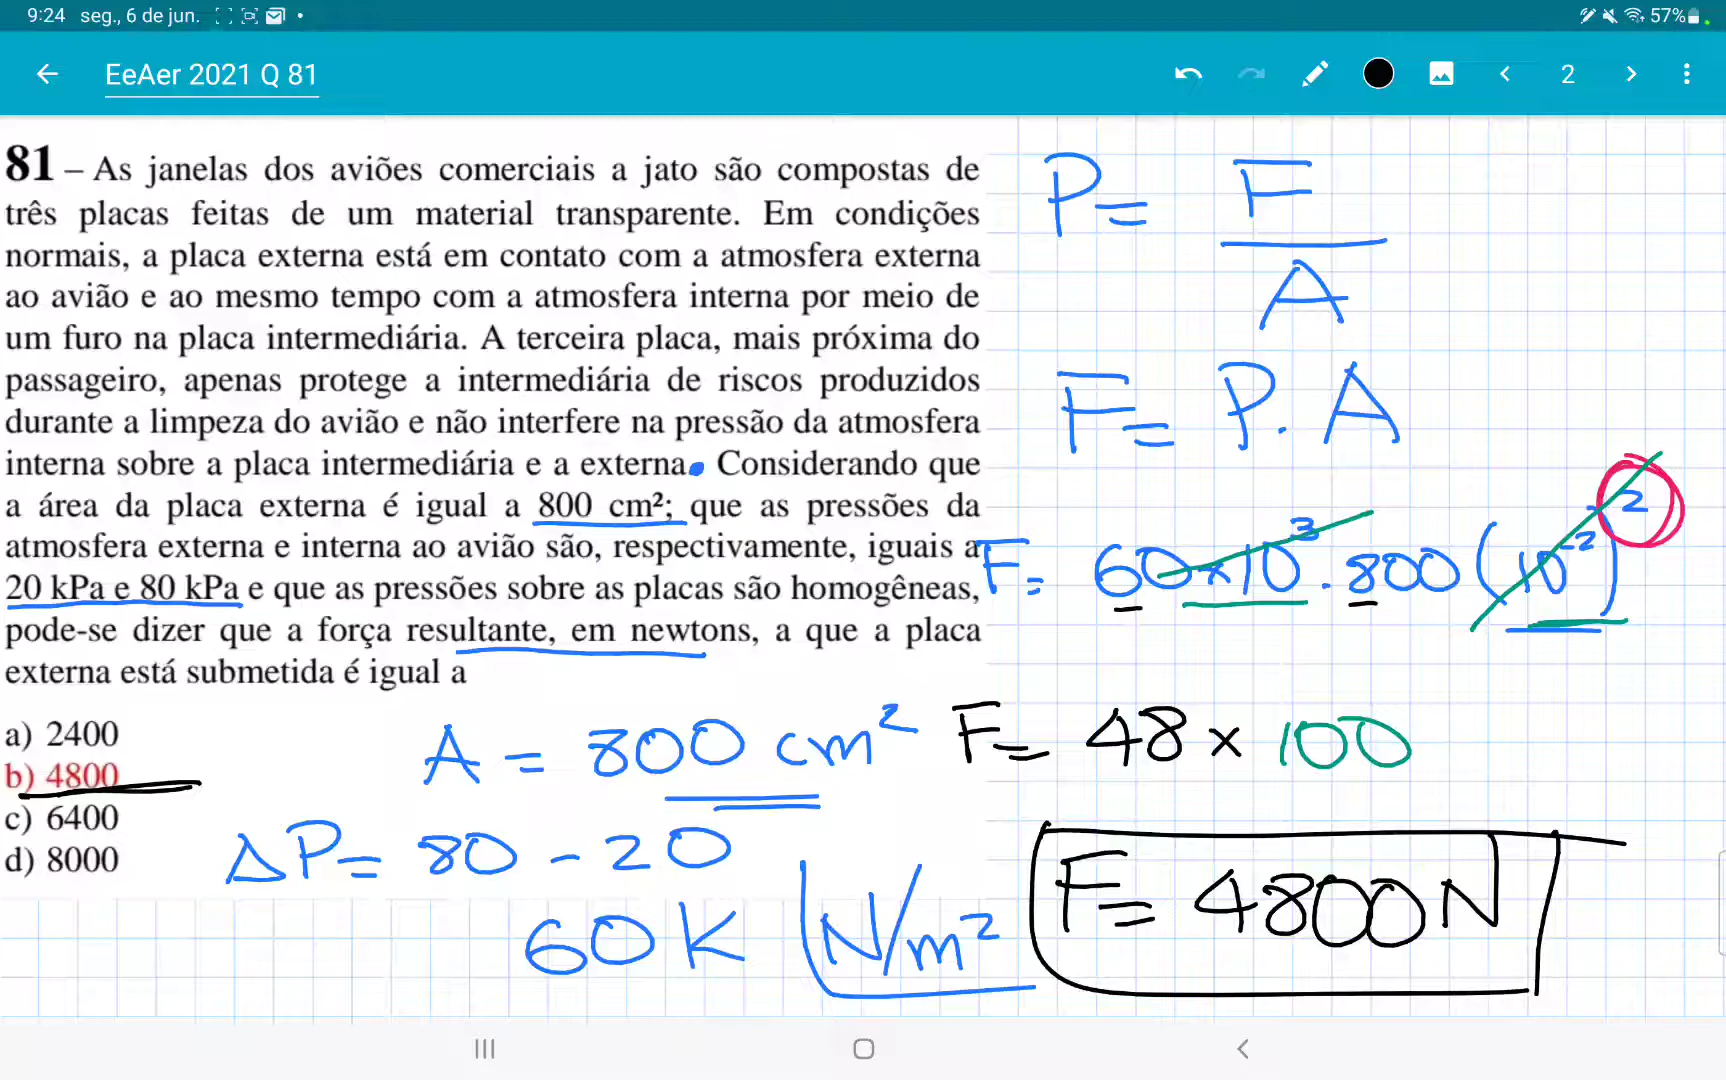 9:24 seg., 6 de jun. • 57%
EeAer 2021 Q 81 2
81 – As janelas dos aviões comerciais a jato são compostas de
três placas feitas de um material transparente. Em condições
normais, a placa externa está em contato com a atmosfera externa
ao avião e ao mesmo tempo com a atmosfera interna por meio de
um furo na placa intermediária. A terceira placa, mais próxima do
passageiro, apenas protege a intermediária de riscos produzidos
durante a limpeza do avião e não interfere na pressão da atmosfera
interna sobre a placa intermediária e a externa. Considerando que
a área da placa externa é igual a 800 cm²; que as pressões da
atmosfera externa e interna ao avião são, respectivamente, iguais a
20 kPa e 80 kPa e que as pressões sobre as placas são homogêneas,
pode-se dizer que a força resultante, em newtons, a que a placa
externa está submetida é igual a
a) 2400
b) 4800
c) 6400
d) 8000
A = 800 cm²
ΔP = 80 - 20
60K N/m²
P = F/A
F = P. A
F = 60 x 10³ . 800 (10⁻²)²
F = 48 x 100
F = 4800 N